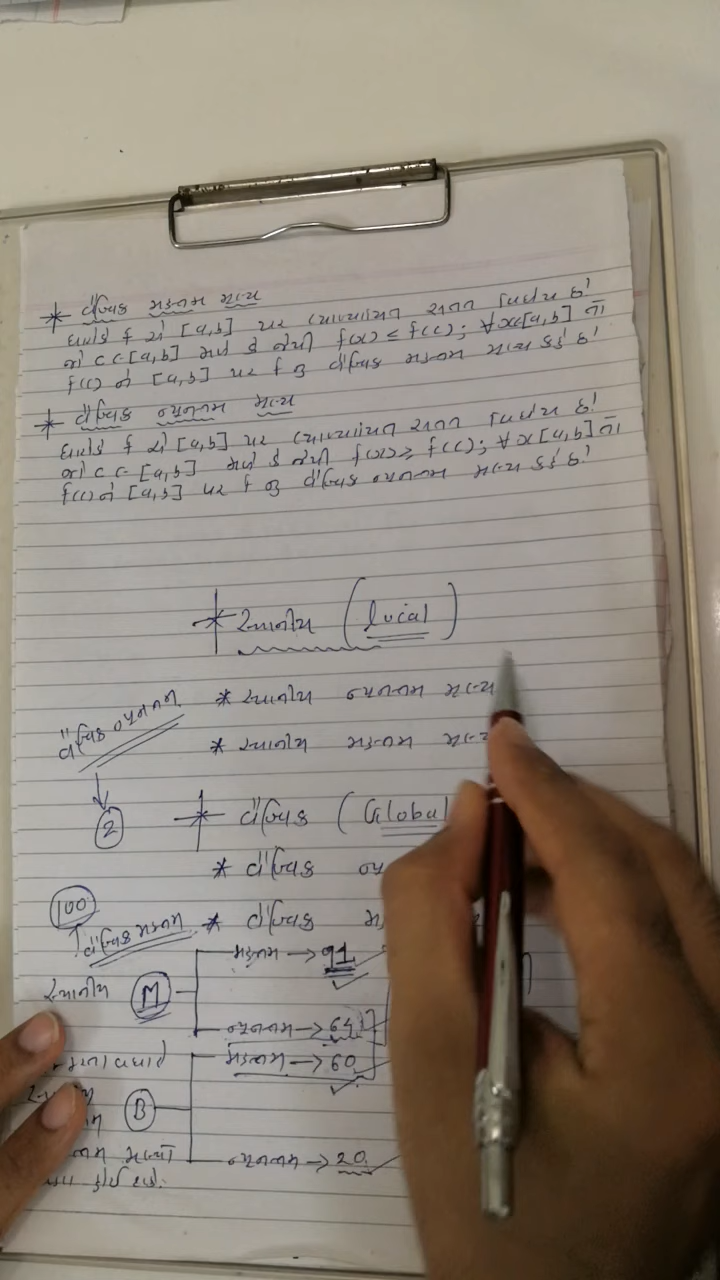 * વૈશ્વિક મહત્તમ મૂલ્ય
ધારોકે f એ [a,b] પર વ્યાખ્યાયિત સતત વિધેય છે!
જો c ∈ [a,b] મળે કે જેથી f(x) ≤ f(c); ∀x∈[a,b] તો
f(c) ને [a,b] પર f નું વૈશ્વિક મહત્તમ મૂલ્ય કહે છે!
* વૈશ્વિક ન્યૂનતમ મૂલ્ય
ધારોકે f એ [a,b] પર વ્યાખ્યાયિત સતત વિધેય છે!
જો c ∈ [a,b] મળે કે જેથી f(x) ≥ f(c); ∀x[a,b] તો
f(c) ને [a,b] પર f નું વૈશ્વિક ન્યૂનતમ મૂલ્ય કહે છે!
* સ્થાનીય (local)
* સ્થાનીય ન્યૂનતમ મૂલ્ય
વૈશ્વિક ન્યૂનતમ
* સ્થાનીય મહત્તમ
2
* વૈશ્વિક (Global
* વૈશ્વિક
100
* વૈશ્વિક
વૈશ્વિક મહત્તમ
મહત્તમ → 91
સ્થાનીય M
ન્યૂનતમ → 64
મહત્તમ → 60
B
ન્યૂનતમ → 20